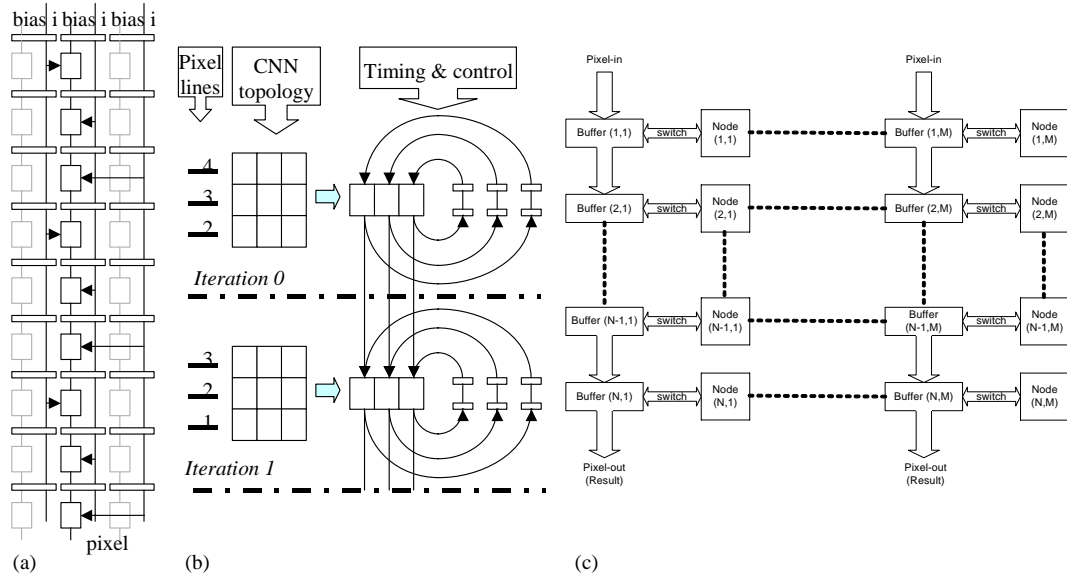 bias i bias i bias i
pixel
(a)
Pixel
lines
CNN
topology
Timing & control
4
3
2
Iteration 0
3
2
1
Iteration 1
(b)
Pixel-in
Pixel-in
Buffer (1,1)
switch
Node
(1,1)
Buffer (1,M)
switch
Node
(1,M)
Buffer (2,1)
switch
Node
(2,1)
Buffer (2,M)
switch
Node
(2,M)
Buffer (N-1,1)
switch
Node
(N-1,1)
Buffer
(N-1,M)
switch
Node
(N-1,M)
Buffer (N,1)
switch
Node
(N,1)
Buffer (N,M)
switch
Node
(N,M)
Pixel-out
(Result)
Pixel-out
(Result)
(c)